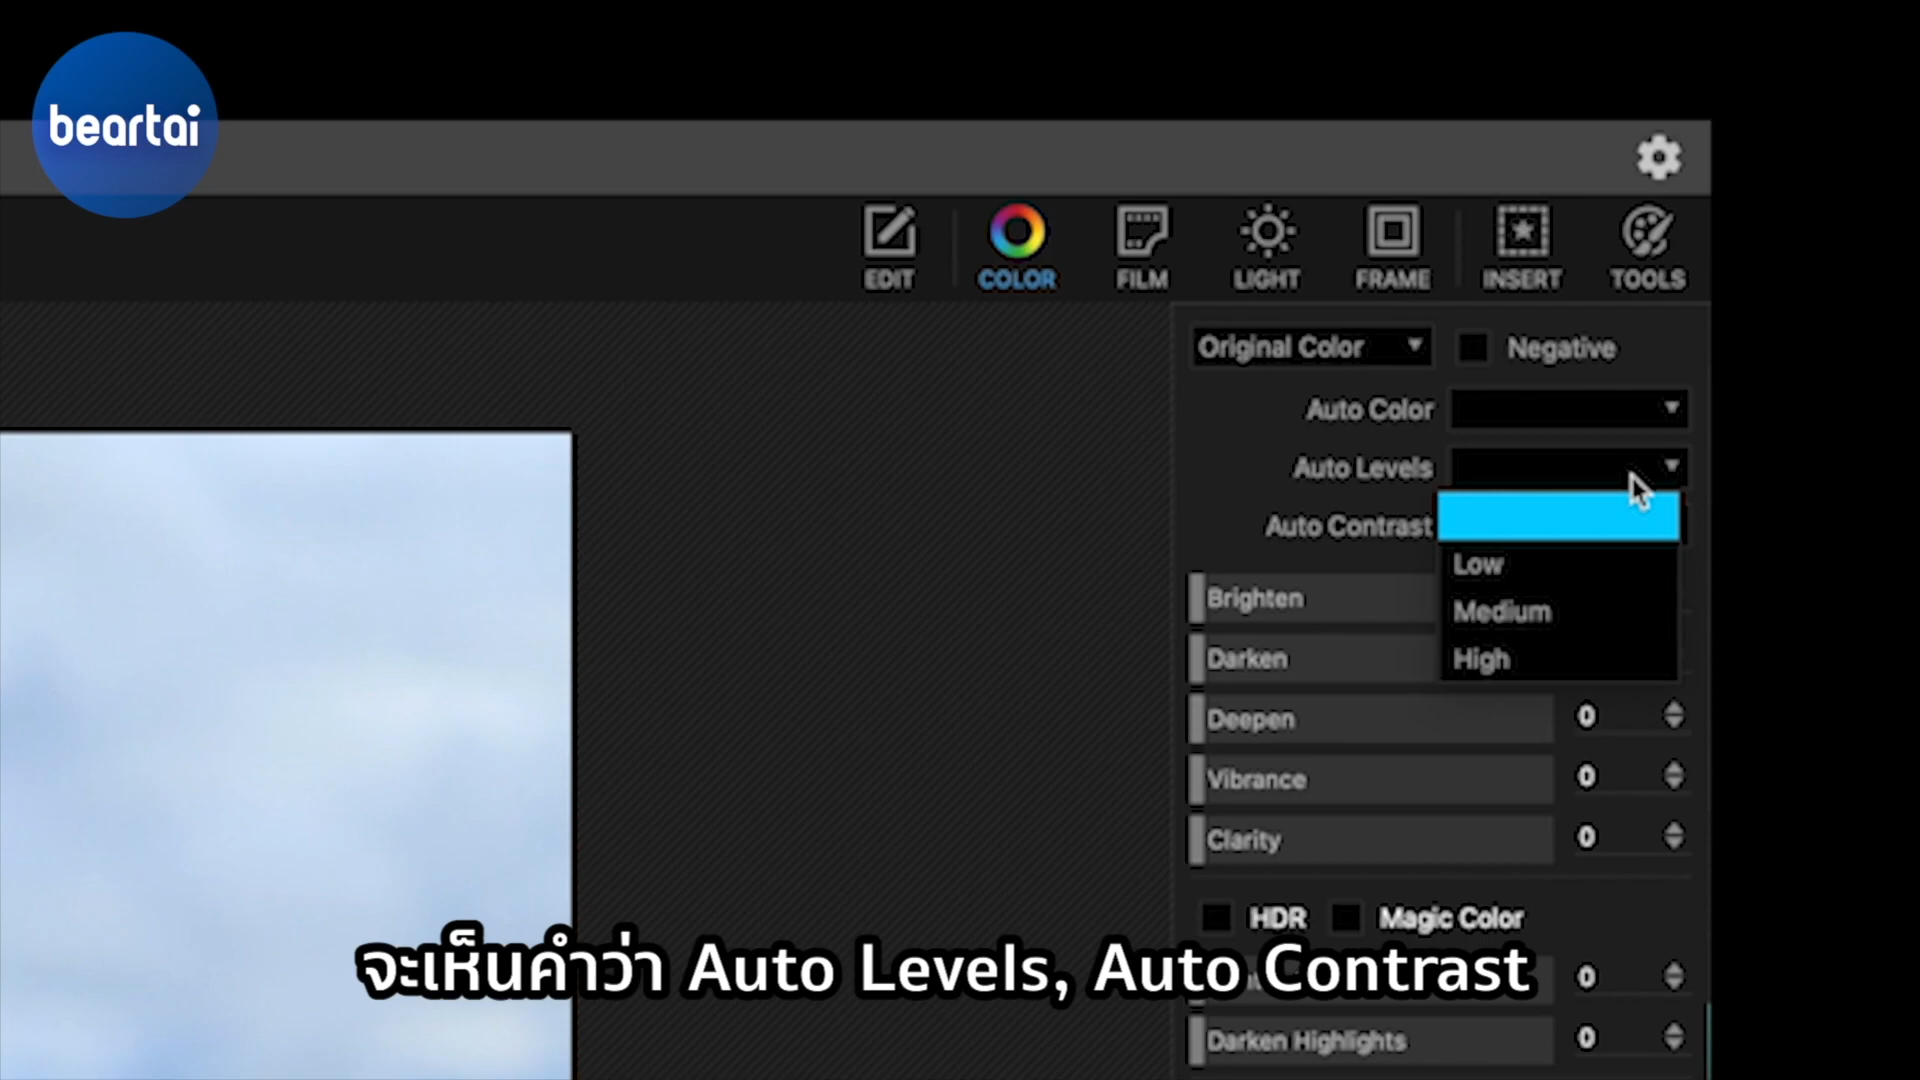 beartai
EDIT
COLOR
FILM
LIGHT
FRAME
INSERT
TOOLS
Original Color
Negative
Auto Color
Auto Levels
Auto Contrast
Low
Medium
High
Brighten
Darken
Deepen
0
Vibrance
0
Clarity
0
HDR
Magic Color
จะเห็นคำว่า Auto Levels, Auto Contrast
0
Darken Highlights
0